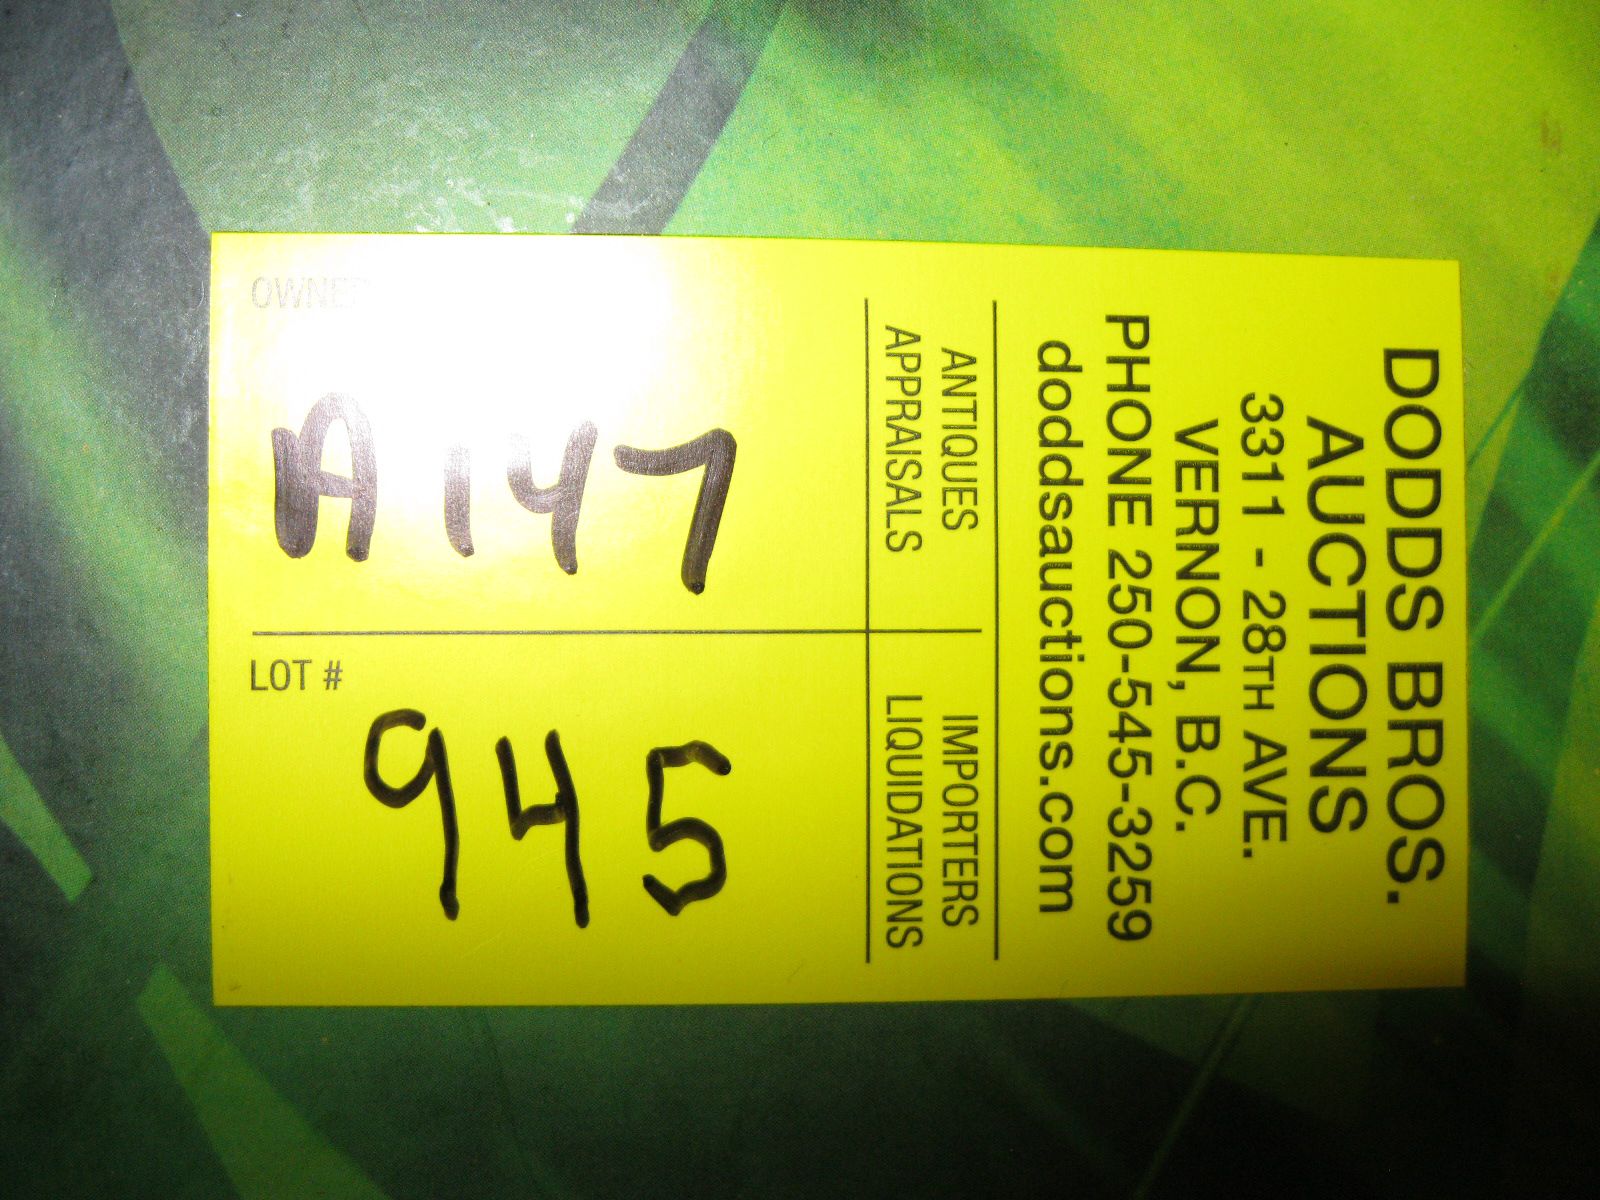 DODDS BROS.
AUCTIONS
3311 - 28TH AVE.
VERNON, B.C.
PHONE 250-545-3259
doddsauctions.com
ANTIQUES
APPRAISALS
IMPORTERS
LIQUIDATIONS
OWNER
A147
LOT #
945